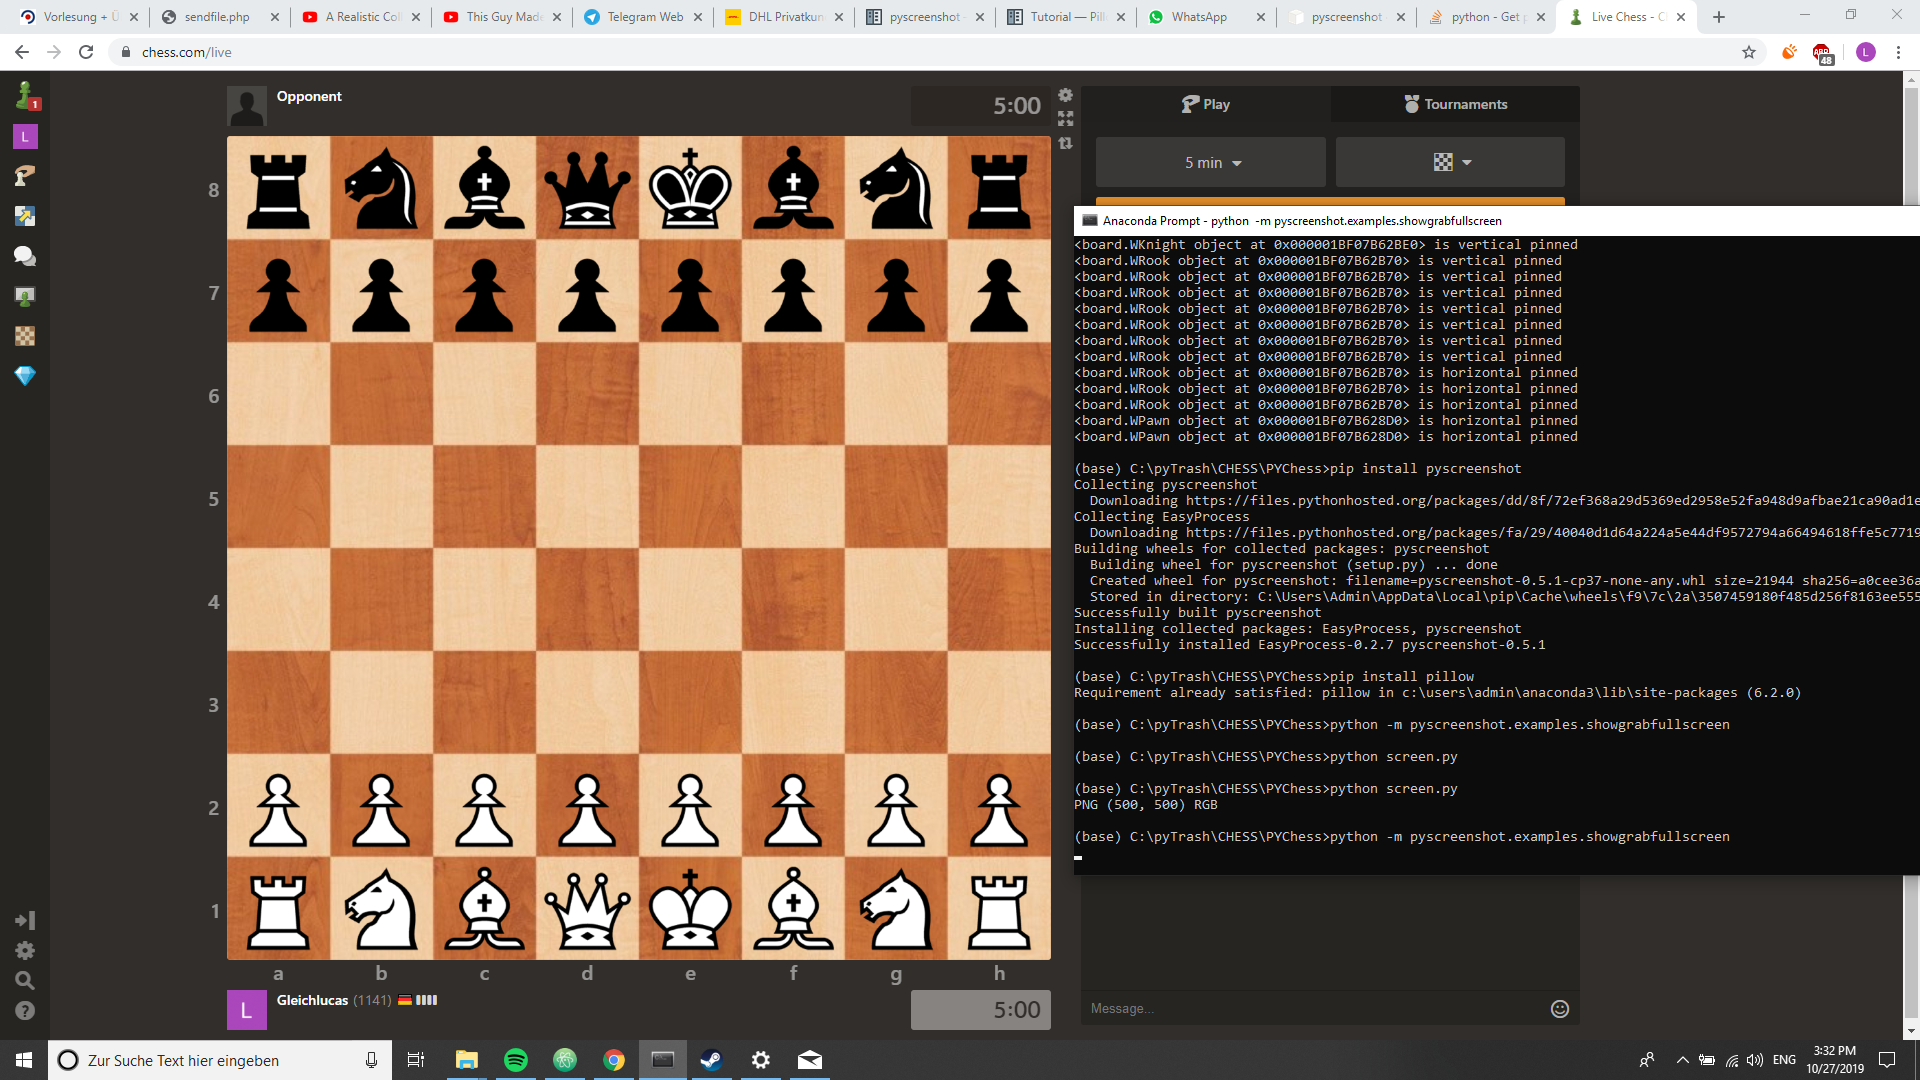 Vorlesung + Ü
sendfile.php
A Realistic Col
This Guy Made
Telegram Web
DHL Privatkun
pyscreenshot
Tutorial — Pill
WhatsApp
pyscreenshot
python - Get p
Live Chess - C
chess.com/live
48
L
1
L
Opponent
5:00
Play
Tournaments
5 min
8
7
6
5
4
3
2
1
a b c d e f g h
L
Gleichlucas (1141)
5:00
Message...
Anaconda Prompt - python -m pyscreenshot.examples.showgrabfullscreen
<board.WKnight object at 0x000001BF07B62BE0> is vertical pinned
<board.WRook object at 0x000001BF07B62B70> is vertical pinned
<board.WRook object at 0x000001BF07B62B70> is vertical pinned
<board.WRook object at 0x000001BF07B62B70> is vertical pinned
<board.WRook object at 0x000001BF07B62B70> is vertical pinned
<board.WRook object at 0x000001BF07B62B70> is vertical pinned
<board.WRook object at 0x000001BF07B62B70> is vertical pinned
<board.WRook object at 0x000001BF07B62B70> is vertical pinned
<board.WRook object at 0x000001BF07B62B70> is horizontal pinned
<board.WRook object at 0x000001BF07B62B70> is horizontal pinned
<board.WRook object at 0x000001BF07B62B70> is horizontal pinned
<board.WPawn object at 0x000001BF07B628D0> is horizontal pinned
<board.WPawn object at 0x000001BF07B628D0> is horizontal pinned
(base) C:\pyTrash\CHESS\PYChess>pip install pyscreenshot
Collecting pyscreenshot
Downloading https://files.pythonhosted.org/packages/dd/8f/72ef368a29d5369ed2958e52fa948d9afbae21ca90ad1e
Collecting EasyProcess
Downloading https://files.pythonhosted.org/packages/fa/29/40040d1d64a224a5e44df9572794a66494618ffe5c7719
Building wheels for collected packages: pyscreenshot
Building wheel for pyscreenshot (setup.py) ... done
Created wheel for pyscreenshot: filename=pyscreenshot-0.5.1-cp37-none-any.whl size=21944 sha256=a0cee36a
Stored in directory: C:\Users\Admin\AppData\Local\pip\Cache\wheels\f9\7c\2a\3507459180f485d256f8163ee555
Successfully built pyscreenshot
Installing collected packages: EasyProcess, pyscreenshot
Successfully installed EasyProcess-0.2.7 pyscreenshot-0.5.1
(base) C:\pyTrash\CHESS\PYChess>pip install pillow
Requirement already satisfied: pillow in c:\users\admin\anaconda3\lib\site-packages (6.2.0)
(base) C:\pyTrash\CHESS\PYChess>python -m pyscreenshot.examples.showgrabfullscreen
(base) C:\pyTrash\CHESS\PYChess>python screen.py
(base) C:\pyTrash\CHESS\PYChess>python screen.py
PNG (500, 500) RGB
(base) C:\pyTrash\CHESS\PYChess>python -m pyscreenshot.examples.showgrabfullscreen
Zur Suche Text hier eingeben
ENG
3:32 PM
10/27/2019